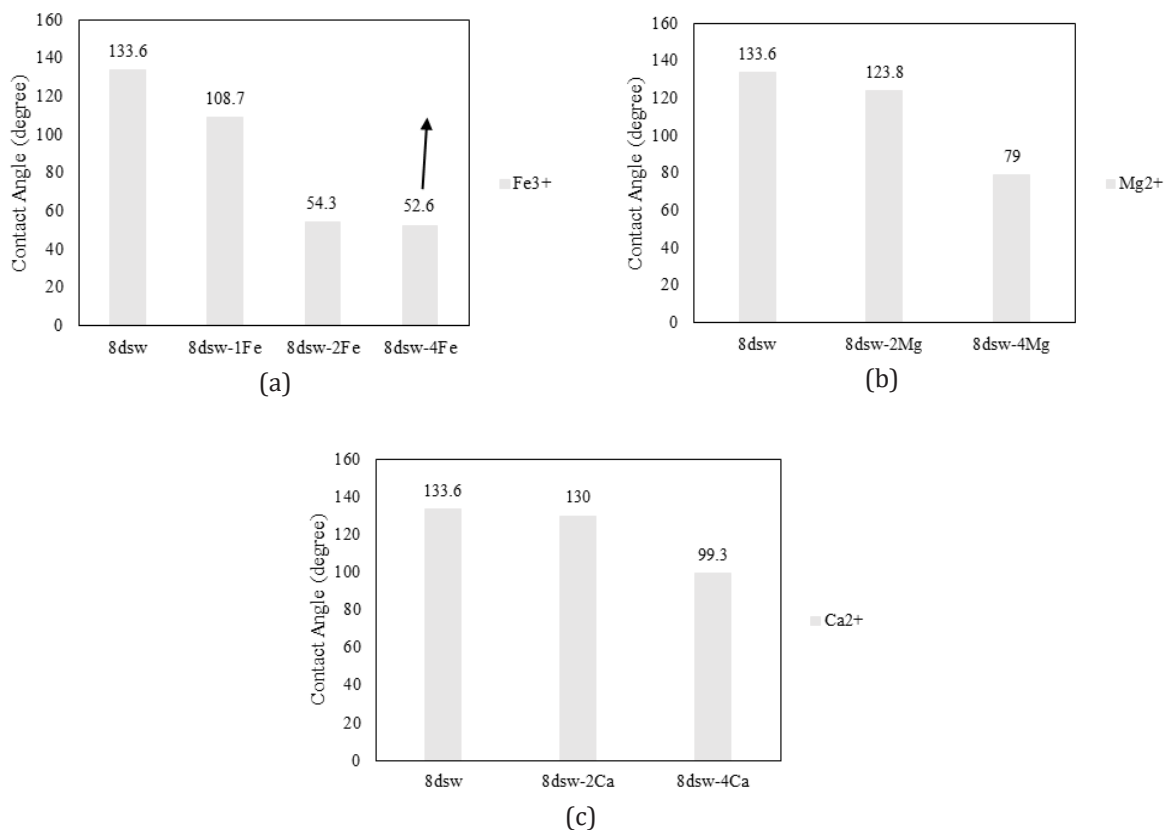 160
140
120
100
80
60
40
20
0
Contact Angle (degree)
133.6
108.7
54.3
52.6
8dsw
8dsw-1Fe
8dsw-2Fe
8dsw-4Fe
Fe3+
(a)
160
140
120
100
80
60
40
20
0
Contact Angle (degree)
133.6
123.8
79
8dsw
8dsw-2Mg
8dsw-4Mg
Mg2+
(b)
160
140
120
100
80
60
40
20
0
Contact Angle (degree)
133.6
130
99.3
8dsw
8dsw-2Ca
8dsw-4Ca
Ca2+
(c)